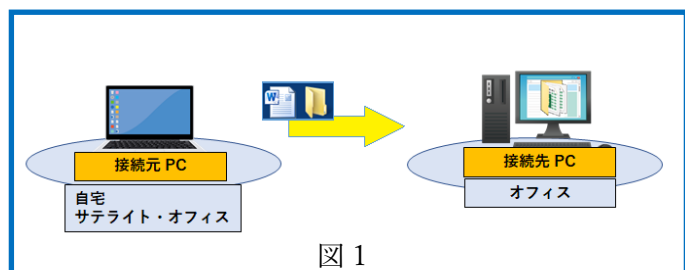 接続元 PC
接続先 PC
自宅
サテライト・オフィス
オフィス
図 1